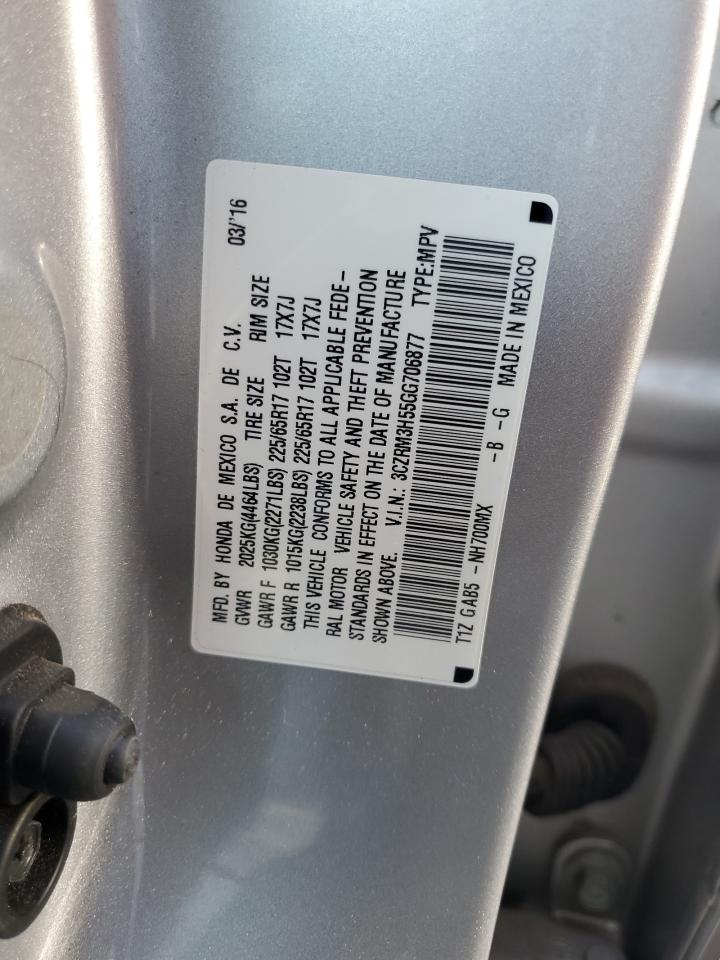 MFD. BY HONDA DE MEXICO S.A. DE C.V. 03/'16
GVWR 2025KG(4464LBS) TIRE SIZE RIM SIZE
GAWR F 1030KG(2271LBS) 225/65R17 102T 17X7J
GAWR R 1015KG(2238LBS) 225/65R17 102T 17X7J
THIS VEHICLE CONFORMS TO ALL APPLICABLE FEDE-
RAL MOTOR VEHICLE SAFETY AND THEFT PREVENTION
STANDARDS IN EFFECT ON THE DATE OF MANUFACTURE
SHOWN ABOVE. V.I.N.: 3CZRM3H55GG706877 TYPE:MPV
T1Z GAB5 -NH700MX -B -G MADE IN MEXICO